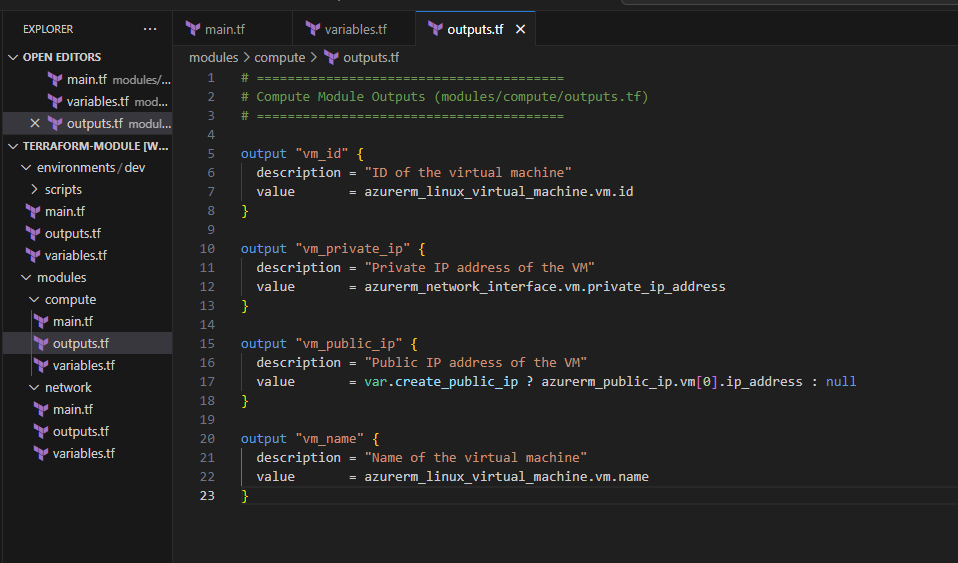 EXPLORER
···
OPEN EDITORS
main.tf modules/...
variables.tf mod...
outputs.tf modul...
TERRAFORM-MODULE [W...
environments / dev
scripts
main.tf
outputs.tf
variables.tf
modules
compute
main.tf
outputs.tf
variables.tf
network
main.tf
outputs.tf
variables.tf
main.tf
variables.tf
outputs.tf
modules > compute > outputs.tf
1 # ========================================
2 # Compute Module Outputs (modules/compute/outputs.tf)
3 # ========================================
4
5 output "vm_id" {
6   description = "ID of the virtual machine"
7   value       = azurerm_linux_virtual_machine.vm.id
8 }
9
10 output "vm_private_ip" {
11   description = "Private IP address of the VM"
12   value       = azurerm_network_interface.vm.private_ip_address
13 }
14
15 output "vm_public_ip" {
16   description = "Public IP address of the VM"
17   value       = var.create_public_ip ? azurerm_public_ip.vm[0].ip_address : null
18 }
19
20 output "vm_name" {
21   description = "Name of the virtual machine"
22   value       = azurerm_linux_virtual_machine.vm.name
23 }